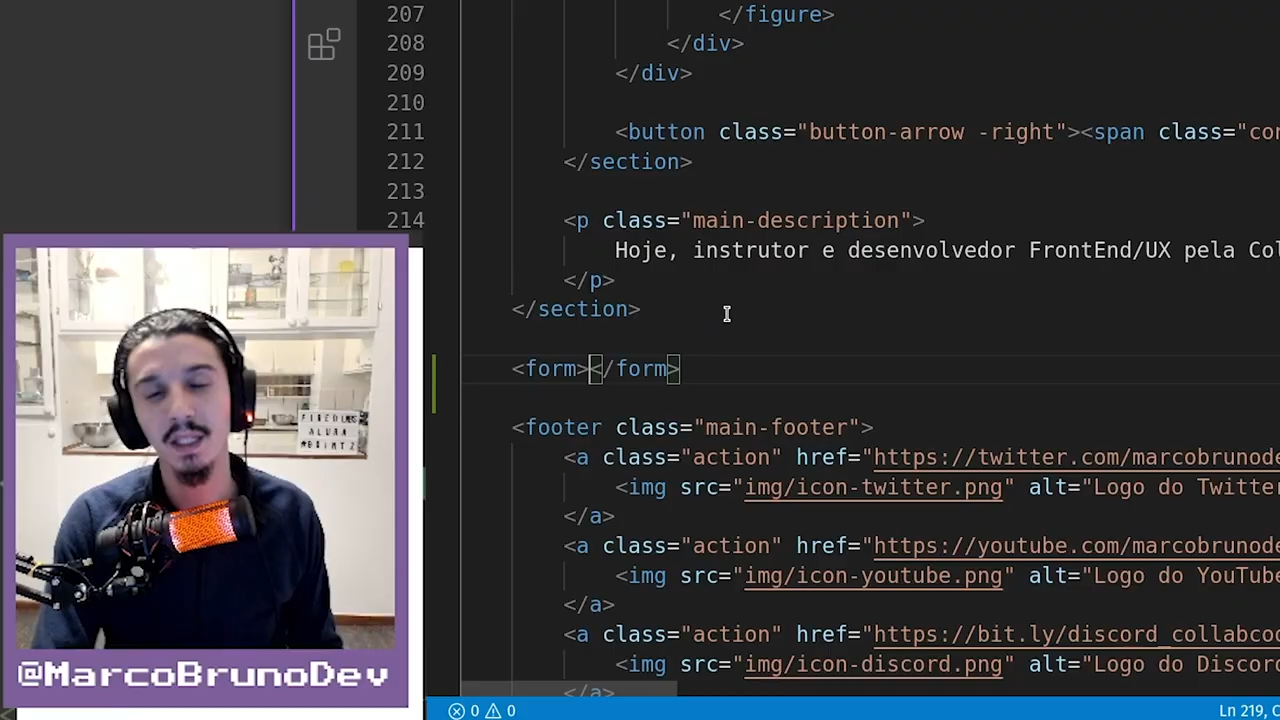 207 </figure>
208 </div>
209 </div>
210
211 <button class="button-arrow -right"><span class="con
212 </section>
213
214 <p class="main-description">
Hoje, instrutor e desenvolvedor FrontEnd/UX pela Col
</p>
</section>
<form></form>
<footer class="main-footer">
<a class="action" href="https://twitter.com/marcobrunode
<img src="img/icon-twitter.png" alt="Logo do Twitter
</a>
<a class="action" href="https://youtube.com/marcobrunode
<img src="img/icon-youtube.png" alt="Logo do YouTube
</a>
<a class="action" href="https://bit.ly/discord_collabcod
<img src="img/icon-discord.png" alt="Logo do Discord
</a>
@MarcoBrunoDev
0 0
Ln 219, C